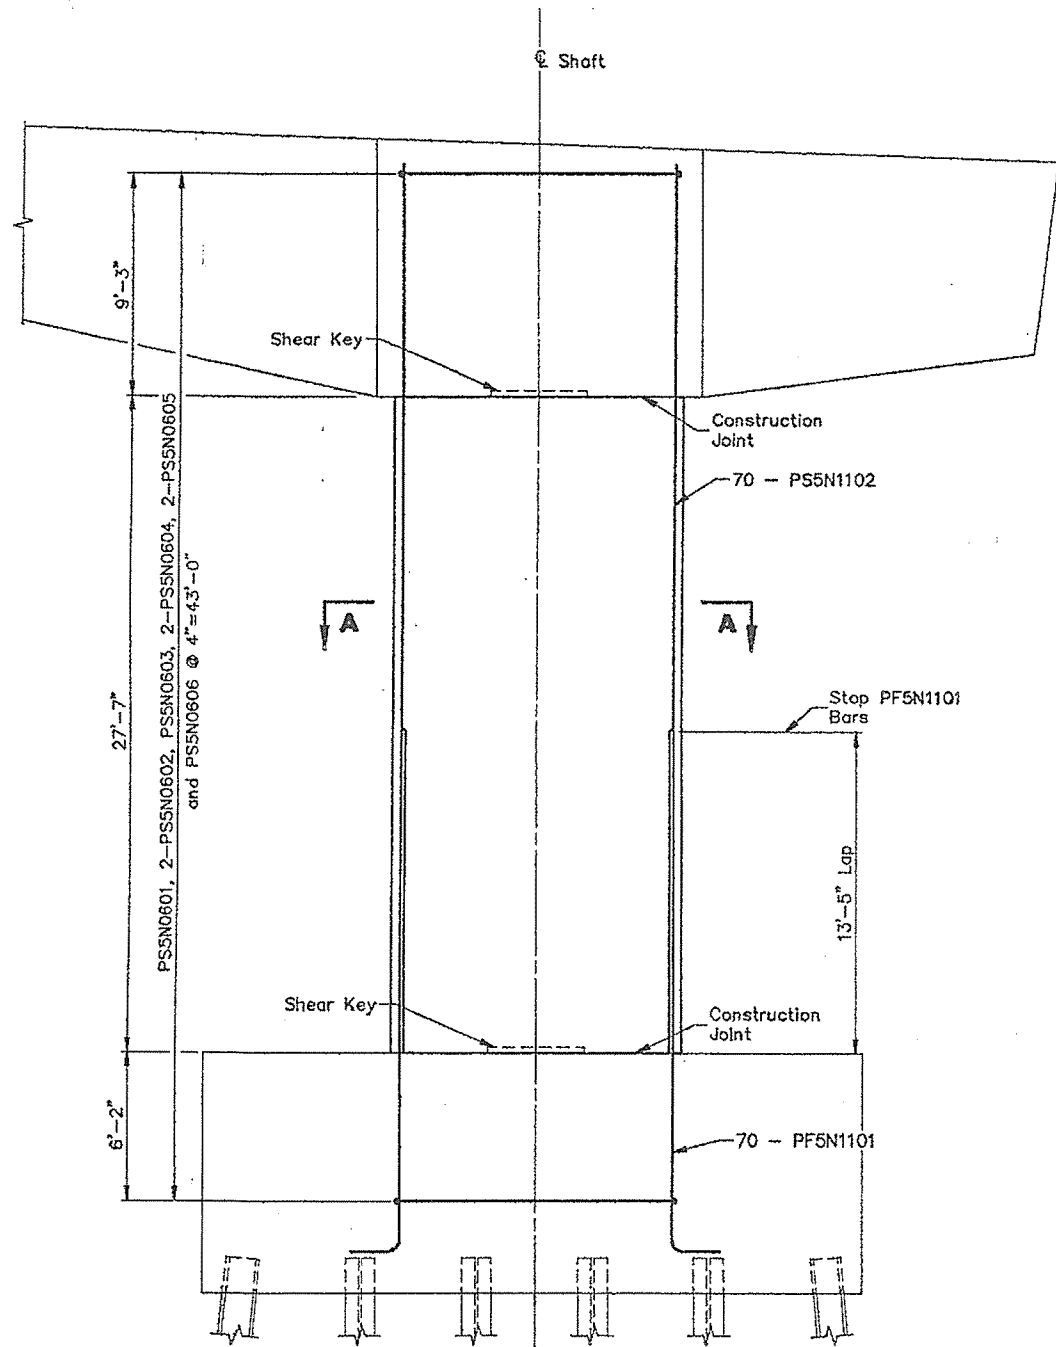 ℄ Shaft
9'-3"
Shear Key
Construction
Joint
70 - PS5N1102
PS5N0601, 2-PS5N0602, PS5N0603, 2-PS5N0604, 2-PS5N0605
and PS5N0606 @ 4"=43'-0"
A
A
27'-7"
Stop PF5N1101
Bars
13'-5" Lap
Shear Key
Construction
Joint
6'-2"
70 - PF5N1101